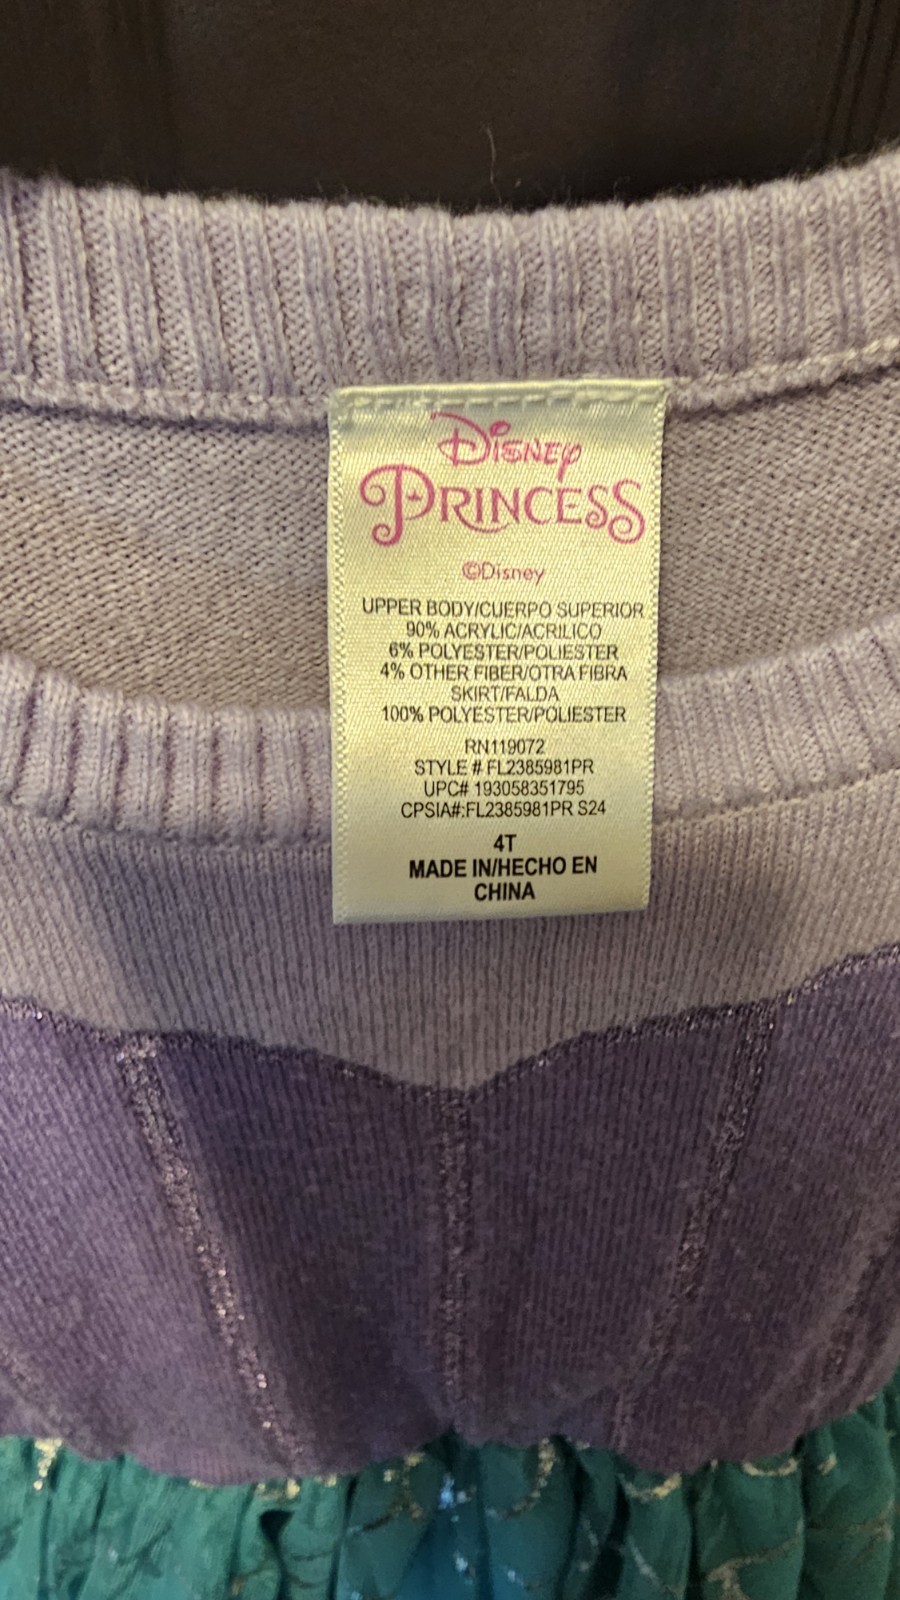 Disney
PRINCESS
©Disney
UPPER BODY/CUERPO SUPERIOR
90% ACRYLIC/ACRILICO
6% POLYESTER/POLIESTER
4% OTHER FIBER/OTRA FIBRA
SKIRT/FALDA
100% POLYESTER/POLIESTER
RN119072
STYLE # FL2385981PR
UPC# 193058351795
CPSIA#:FL2385981PR S24
4T
MADE IN/HECHO EN
CHINA